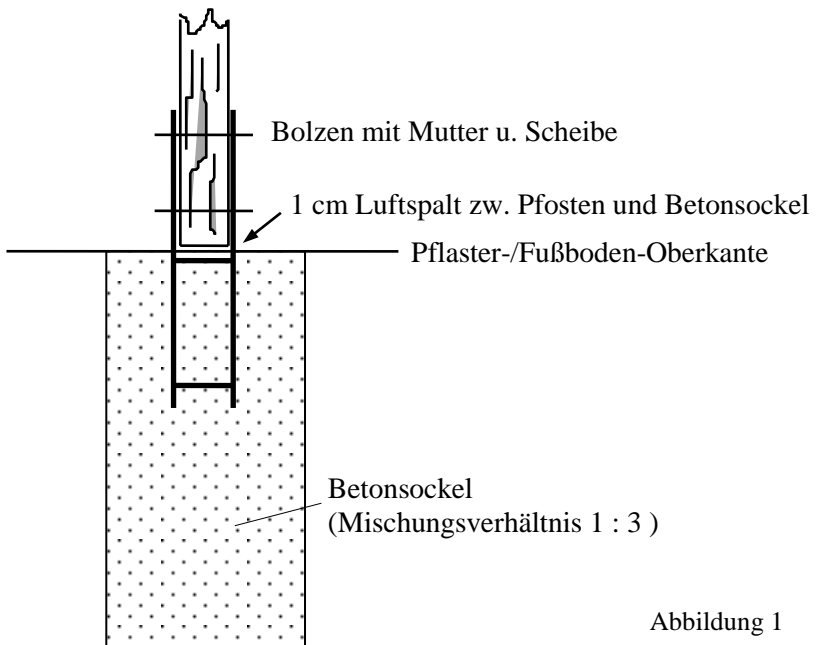 Bolzen mit Mutter u. Scheibe
1 cm Luftspalt zw. Pfosten und Betonsockel
Pflaster-/Fußboden-Oberkante
Betonsockel
(Mischungsverhältnis 1 : 3 )
Abbildung 1